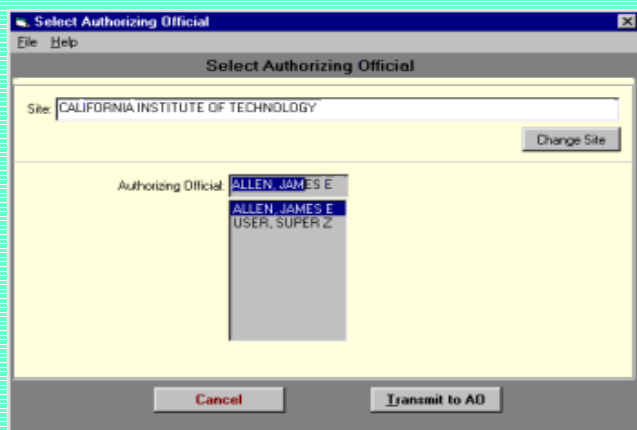 Select Authorizing Official
File Help
Select Authorizing Official
Site: CALIFORNIA INSTITUTE OF TECHNOLOGY
Change Site
Authorizing Official: ALLEN, JAMES E
ALLEN, JAMES E
USER, SUPER Z
Cancel Transmit to AO